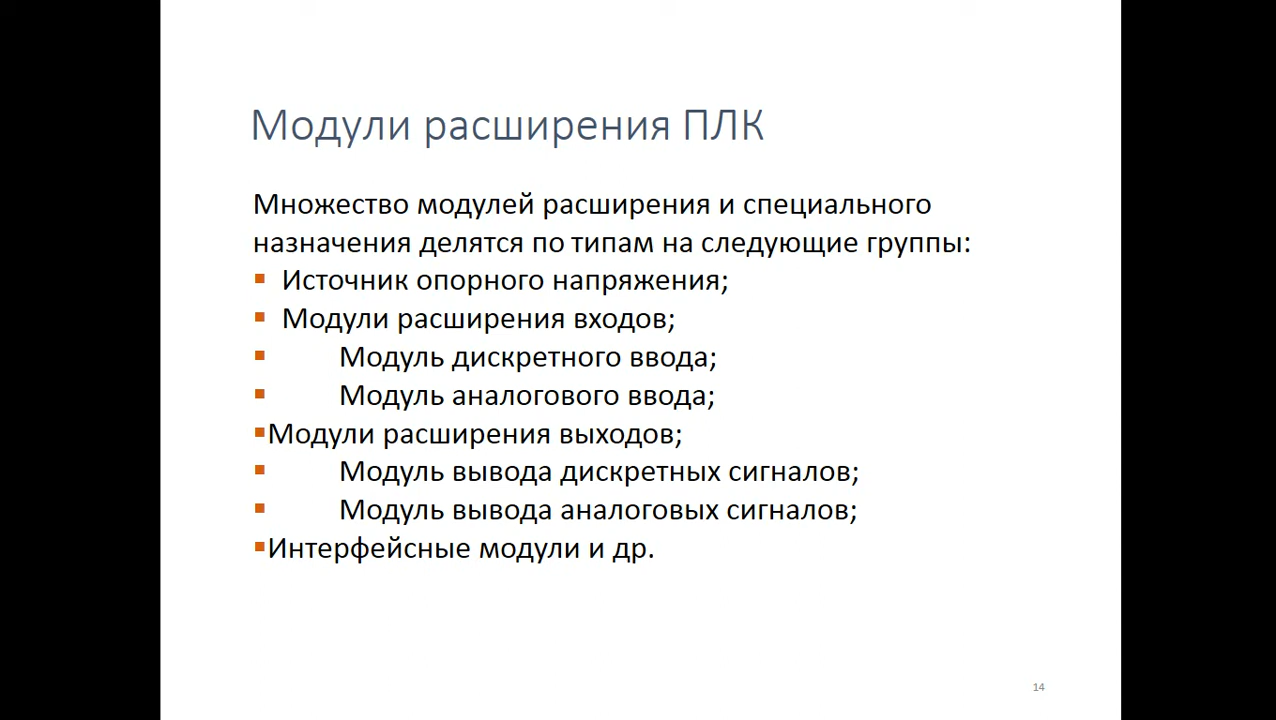 Модули расширения ПЛК
Множество модулей расширения и специального
назначения делятся по типам на следующие группы:
▪ Источник опорного напряжения;
▪ Модули расширения входов;
▪ Модуль дискретного ввода;
▪ Модуль аналогового ввода;
▪Модули расширения выходов;
▪ Модуль вывода дискретных сигналов;
▪ Модуль вывода аналоговых сигналов;
▪Интерфейсные модули и др.
14